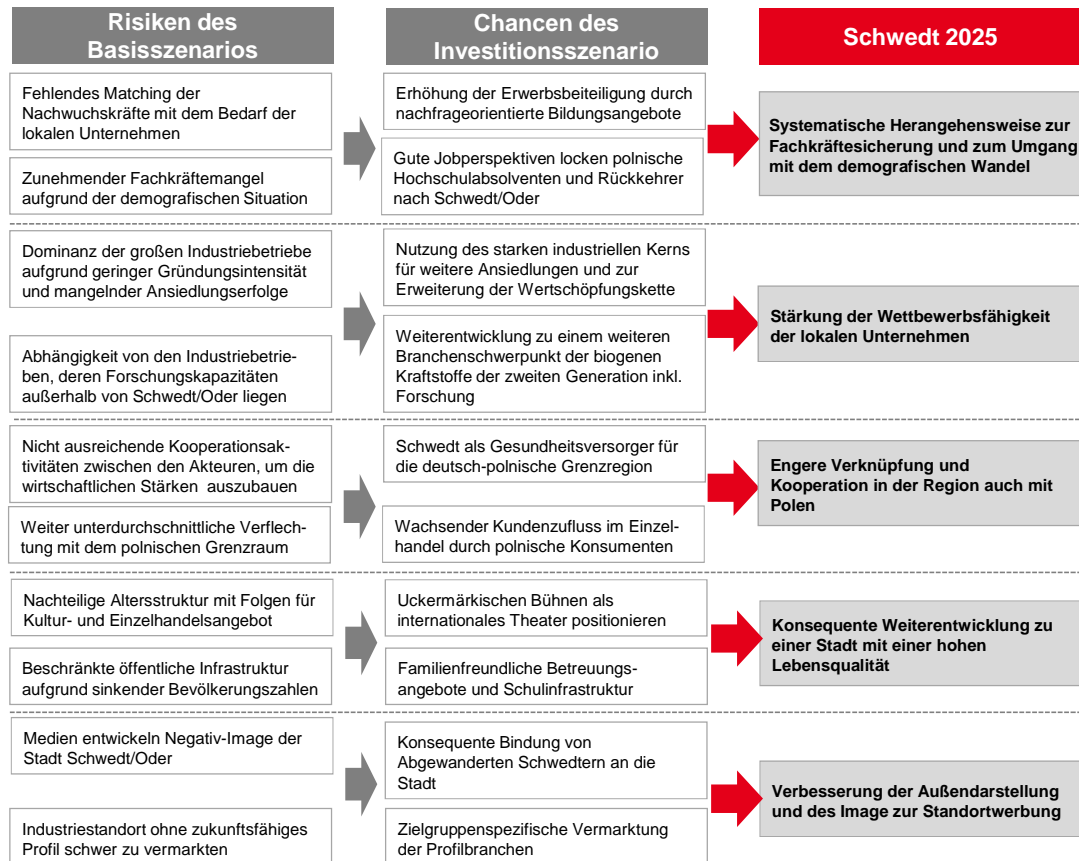 Risiken des
Basisszenarios
Chancen des
Investitionsszenario
Schwedt 2025
Fehlendes Matching der
Nachwuchskräfte mit dem Bedarf der
lokalen Unternehmen
Zunehmender Fachkräftemangel
aufgrund der demografischen Situation
Erhöhung der Erwerbsbeiteiligung durch
nachfrageorientierte Bildungsangebote
Gute Jobperspektiven locken polnische
Hochschulabsolventen und Rückkehrer
nach Schwedt/Oder
Systematische Herangehensweise zur
Fachkräftesicherung und zum Umgang
mit dem demografischen Wandel
Dominanz der großen Industriebetriebe
aufgrund geringer Gründungsintensität
und mangelnder Ansiedlungserfolge
Abhängigkeit von den Industriebetrie-
ben, deren Forschungskapazitäten
außerhalb von Schwedt/Oder liegen
Nutzung des starken industriellen Kerns
für weitere Ansiedlungen und zur
Erweiterung der Wertschöpfungskette
Weiterentwicklung zu einem weiteren
Branchenschwerpunkt der biogenen
Kraftstoffe der zweiten Generation inkl.
Forschung
Stärkung der Wettbewerbsfähigkeit
der lokalen Unternehmen
Nicht ausreichende Kooperationsak-
tivitäten zwischen den Akteuren, um die
wirtschaftlichen Stärken auszubauen
Weiter unterdurchschnittliche Verflech-
tung mit dem polnischen Grenzraum
Schwedt als Gesundheitsversorger für
die deutsch-polnische Grenzregion
Wachsender Kundenzufluss im Einzel-
handel durch polnische Konsumenten
Engere Verknüpfung und
Kooperation in der Region auch mit
Polen
Nachteilige Altersstruktur mit Folgen für
Kultur- und Einzelhandelsangebot
Beschränkte öffentliche Infrastruktur
aufgrund sinkender Bevölkerungszahlen
Uckermärkischen Bühnen als
internationales Theater positionieren
Familienfreundliche Betreuungs-
angebote und Schulinfrastruktur
Konsequente Weiterentwicklung zu
einer Stadt mit einer hohen
Lebensqualität
Medien entwickeln Negativ-Image der
Stadt Schwedt/Oder
Industriestandort ohne zukunftsfähiges
Profil schwer zu vermarkten
Konsequente Bindung von
Abgewanderten Schwedtern an die
Stadt
Zielgruppenspezifische Vermarktung
der Profilbranchen
Verbesserung der Außendarstellung
und des Image zur Standortwerbung